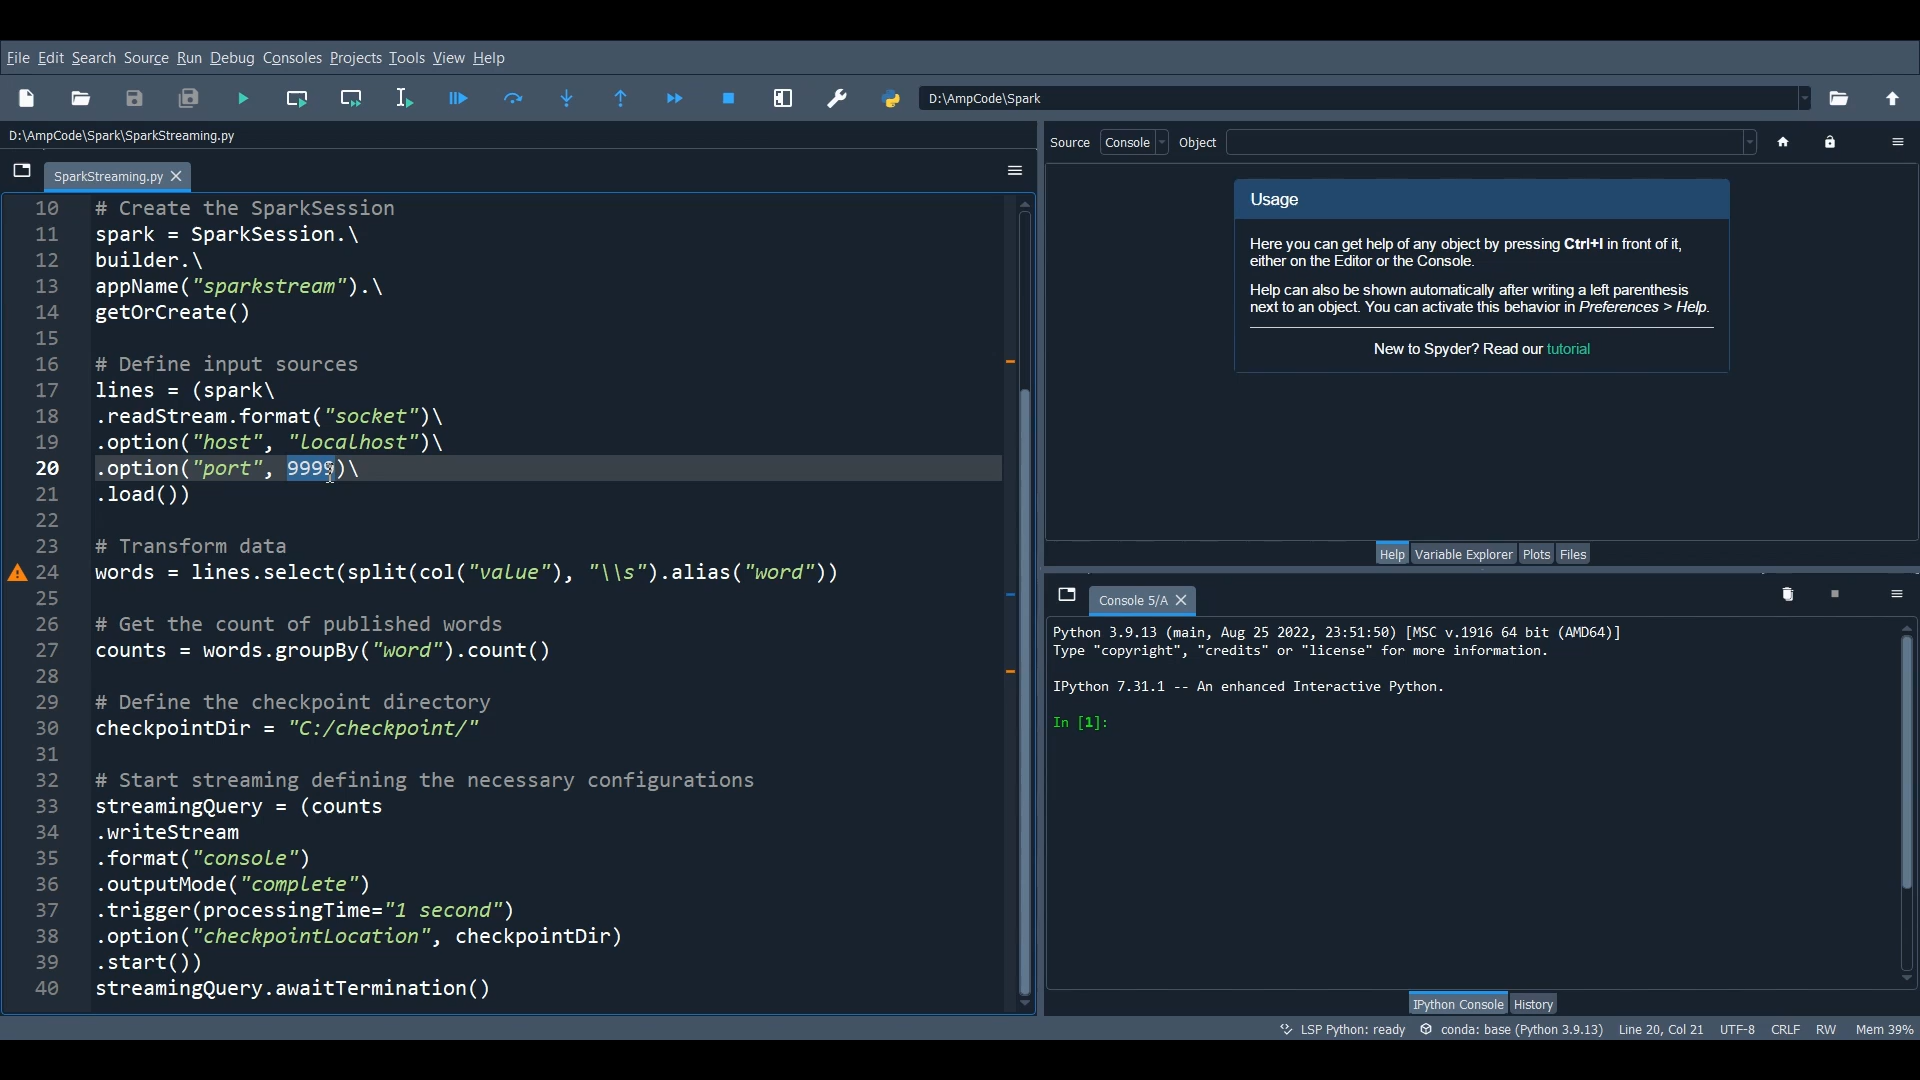 File Edit Search Source Run Debug Consoles Projects Tools View Help
D:\AmpCode\Spark
D:\AmpCode\Spark\SparkStreaming.py
SparkStreaming.py
10 # Create the SparkSession
11 spark = SparkSession.\
12 builder.\
13 appName("sparkstream").\
14 getOrCreate()
15
16 # Define input sources
17 lines = (spark\
18 .readStream.format("socket")\
19 .option("host", "localhost")\
20 .option("port", 9999)\
21 .load())
22
23 # Transform data
24 words = lines.select(split(col("value"), "\\s").alias("word"))
25
26 # Get the count of published words
27 counts = words.groupBy("word").count()
28
29 # Define the checkpoint directory
30 checkpointDir = "C:/checkpoint/"
31
32 # Start streaming defining the necessary configurations
33 streamingQuery = (counts
34 .writeStream
35 .format("console")
36 .outputMode("complete")
37 .trigger(processingTime="1 second")
38 .option("checkpointLocation", checkpointDir)
39 .start())
40 streamingQuery.awaitTermination()
Source Console Object
Usage
Here you can get help of any object by pressing Ctrl+I in front of it,
either on the Editor or the Console.
Help can also be shown automatically after writing a left parenthesis
next to an object. You can activate this behavior in Preferences > Help.
New to Spyder? Read our tutorial
Help Variable Explorer Plots Files
Console 5/A
Python 3.9.13 (main, Aug 25 2022, 23:51:50) [MSC v.1916 64 bit (AMD64)]
Type "copyright", "credits" or "license" for more information.
IPython 7.31.1 -- An enhanced Interactive Python.
In [1]:
IPython Console History
LSP Python: ready conda: base (Python 3.9.13) Line 20, Col 21 UTF-8 CRLF RW Mem 39%